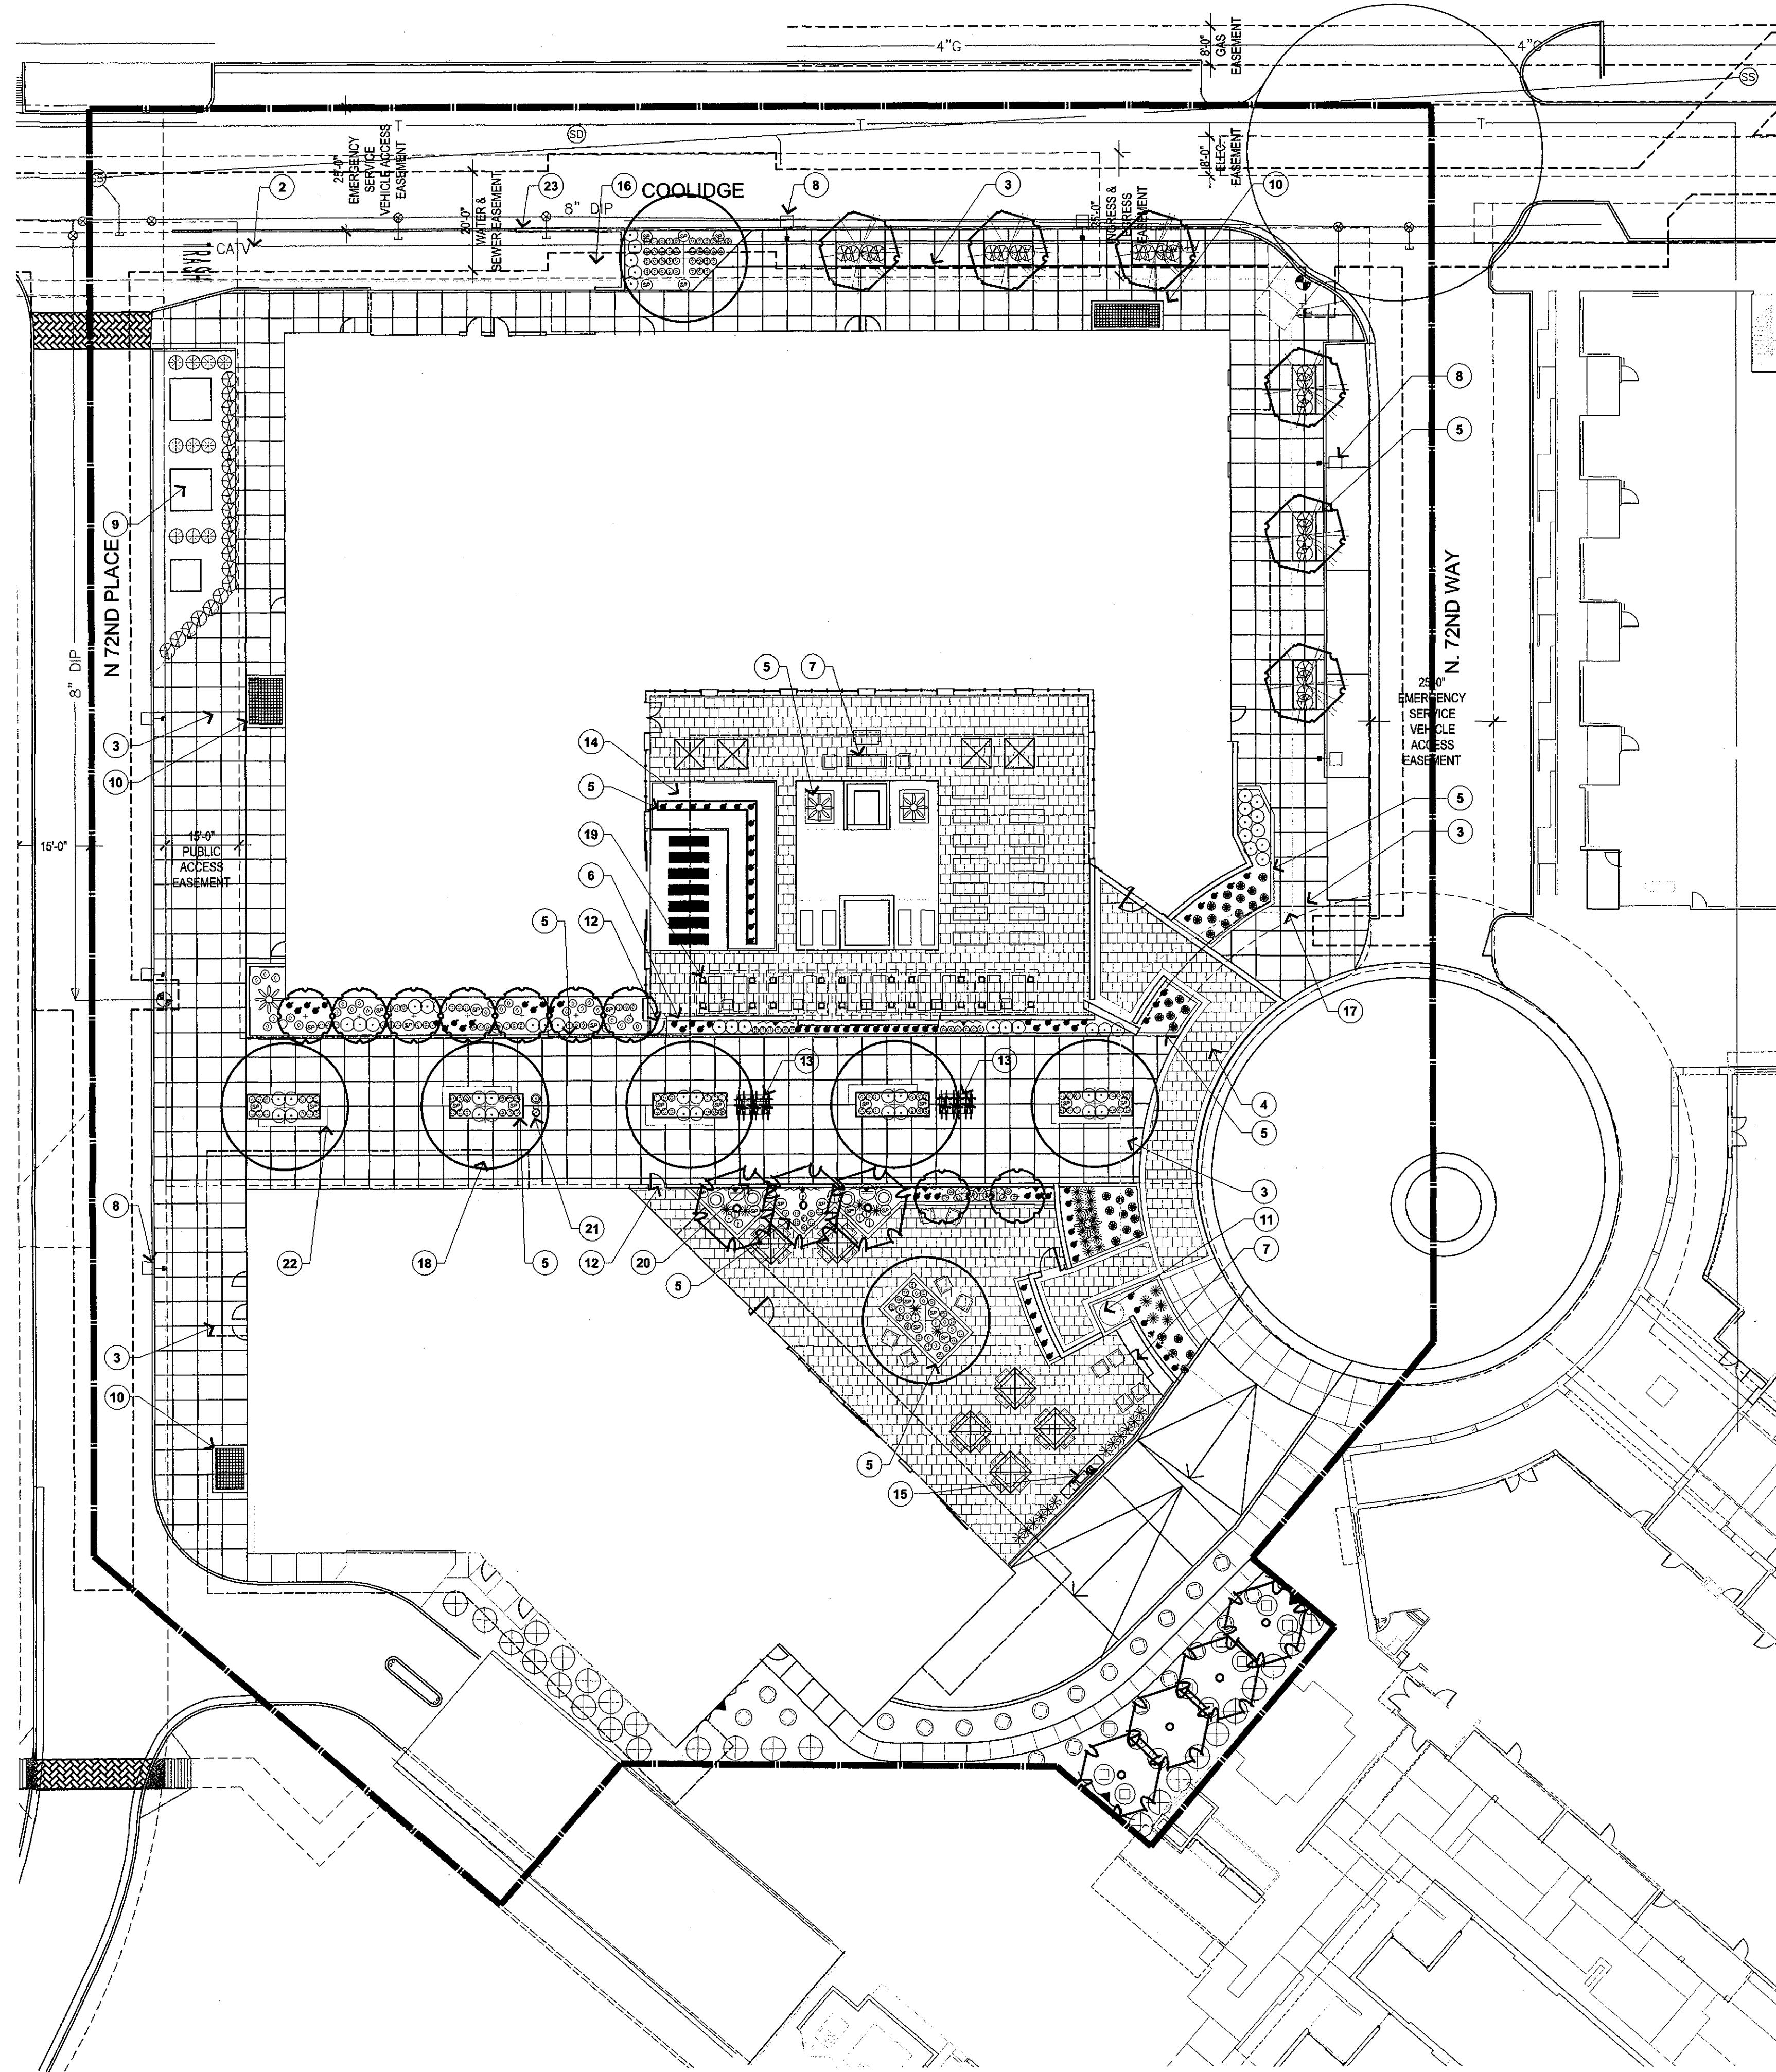 4"G
4"G
8'-0"
GAS
EASEMENT
SS
T
T
T
SD
SS
25'-0"
EMERGENCY
SERVICE
VEHICLE ACCESS
EASEMENT
8'-0"
ELEC
EASEMENT
2
20'-0"
WATER &
SEWER EASEMENT
23
16
COOLIDGE
8" DIP
8
3
25'-0"
INGRESS &
EGRESS
EASEMENT
10
CATV
TRASH
8
5
9
N 72ND PLACE
8" DIP
N. 72ND WAY
25'-0"
EMERGENCY
SERVICE
VEHICLE
ACCESS
EASEMENT
5
7
3
14
10
5
5
19
3
15'-0"
15'-0"
PUBLIC
ACCESS
EASEMENT
6
5
12
17
13
13
4
5
3
8
11
21
7
22
18
5
12
20
5
3
10
5
15